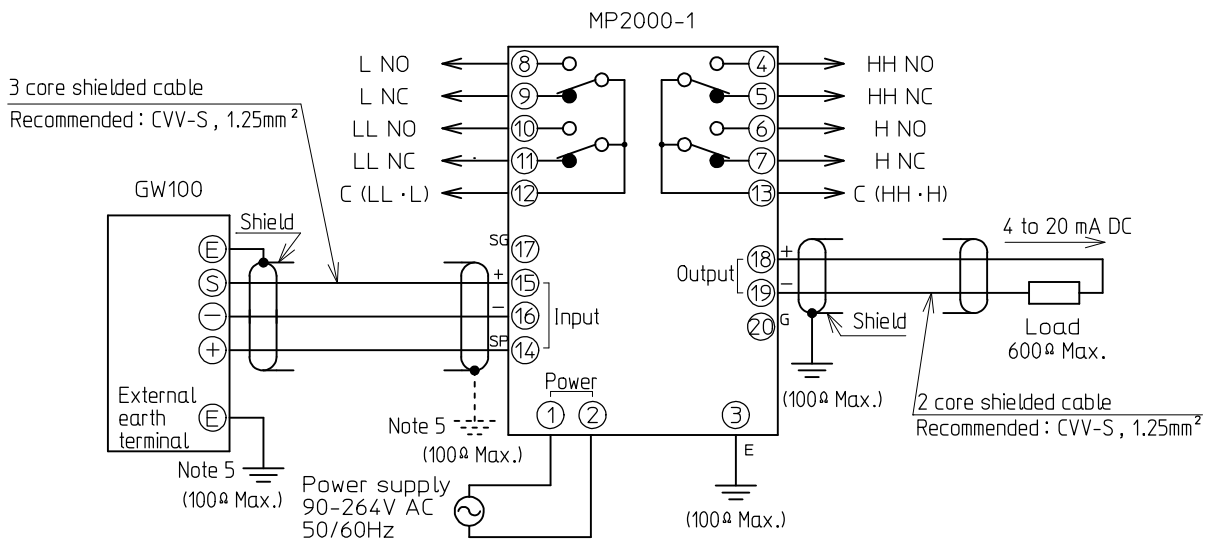 MP2000-1
L NO
8
4
HH NO
L NC
9
5
HH NC
LL NO
10
6
H NO
LL NC
11
7
H NC
C (LL · L)
12
13
C (HH · H)
3 core shielded cable
Recommended : CVV-S , 1.25mm²
GW100
Shield
E
S
−
+
External
earth
terminal
E
Note 5
(100Ω Max.)
SG 17
+ 15
− 16
SP 14
Input
Note 5
(100Ω Max.)
Power
1
2
3
E
(100Ω Max.)
Power supply
90-264V AC
50/60Hz
Output
18 +
19 −
20 G
Shield
(100Ω Max.)
4 to 20 mA DC
Load
600Ω Max.
2 core shielded cable
Recommended : CVV-S , 1.25mm²